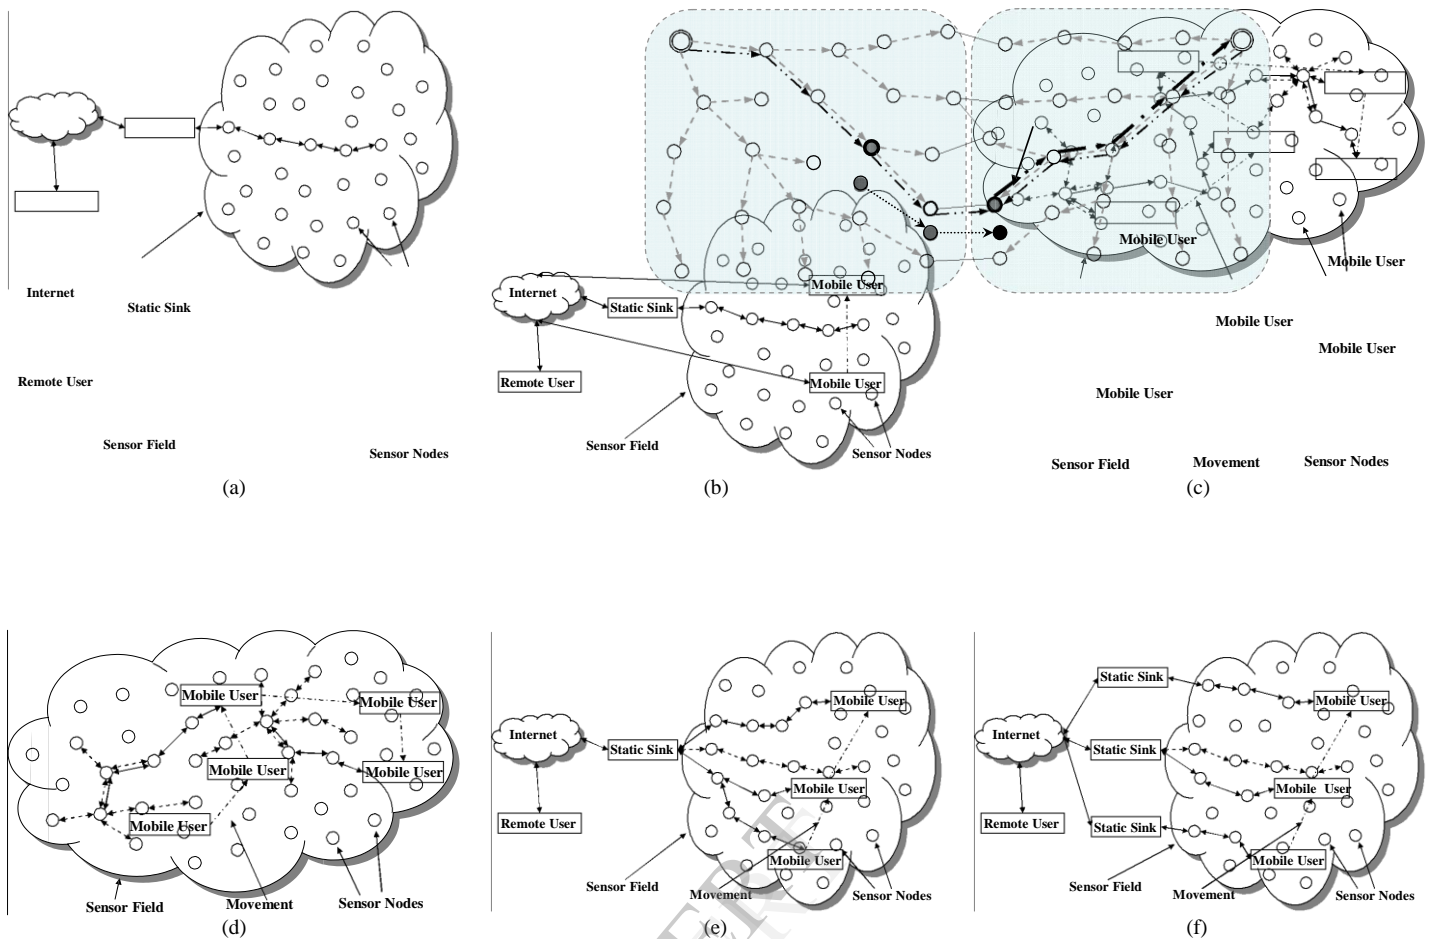 Internet
Static Sink
Remote User
Sensor Field
Sensor Nodes
(a)
Internet
Static Sink
Mobile User
Remote User
Mobile User
Sensor Field
Sensor Nodes
(b)
Mobile User
Mobile User
Mobile User
Mobile User
Mobile User
Sensor Field
Movement
Sensor Nodes
(c)
Mobile User
Mobile User
Mobile User
Mobile User
Mobile User
Sensor Field
Movement
Sensor Nodes
(d)
Internet
Static Sink
Remote User
Mobile User
Mobile User
Mobile User
Sensor Field
Movement
Sensor Nodes
(e)
Internet
Static Sink
Static Sink
Static Sink
Remote User
Mobile User
Mobile User
Mobile User
Sensor Field
Movement
Sensor Nodes
(f)